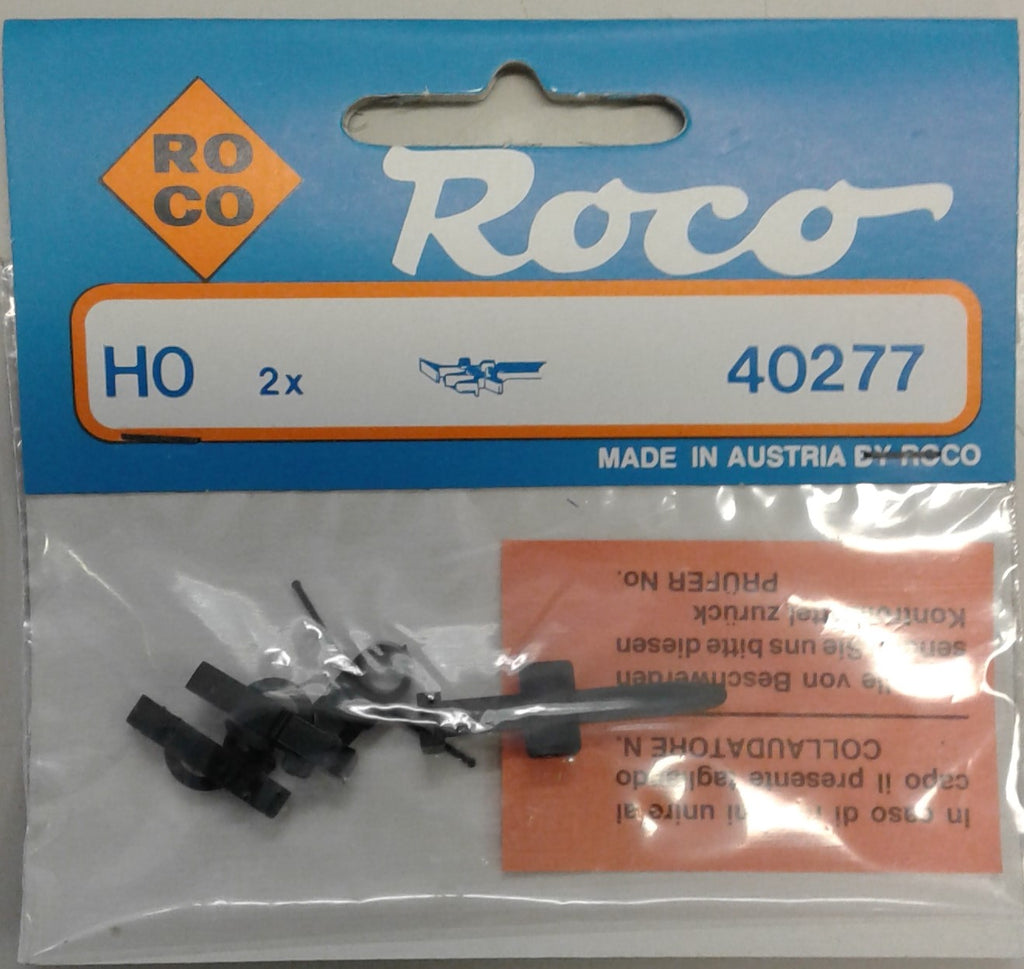 RO
CO
Roco
HO 2x 40277
MADE IN AUSTRIA BY ROCO
In caso di unire al
capo il presente tagliando
COLLAUDATORE N.
von Beschwerden
Sie uns bitte diesen
zurück
PRÜFER No.